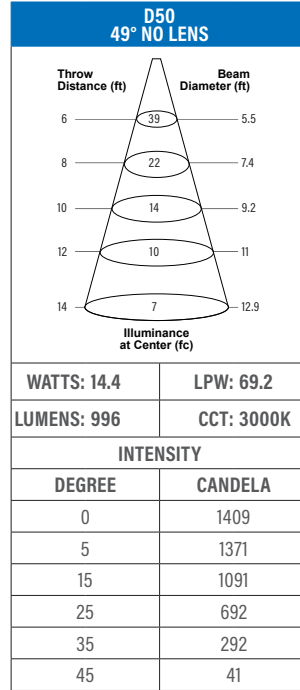 D50
49° NO LENS
Throw
Distance (ft)
Beam
Diameter (ft)
6 39 5.5
8 22 7.4
10 14 9.2
12 10 11
14 7 12.9
Illuminance
at Center (fc)
WATTS: 14.4 LPW: 69.2
LUMENS: 996 CCT: 3000K
INTENSITY
DEGREE CANDELA
0 1409
5 1371
15 1091
25 692
35 292
45 41